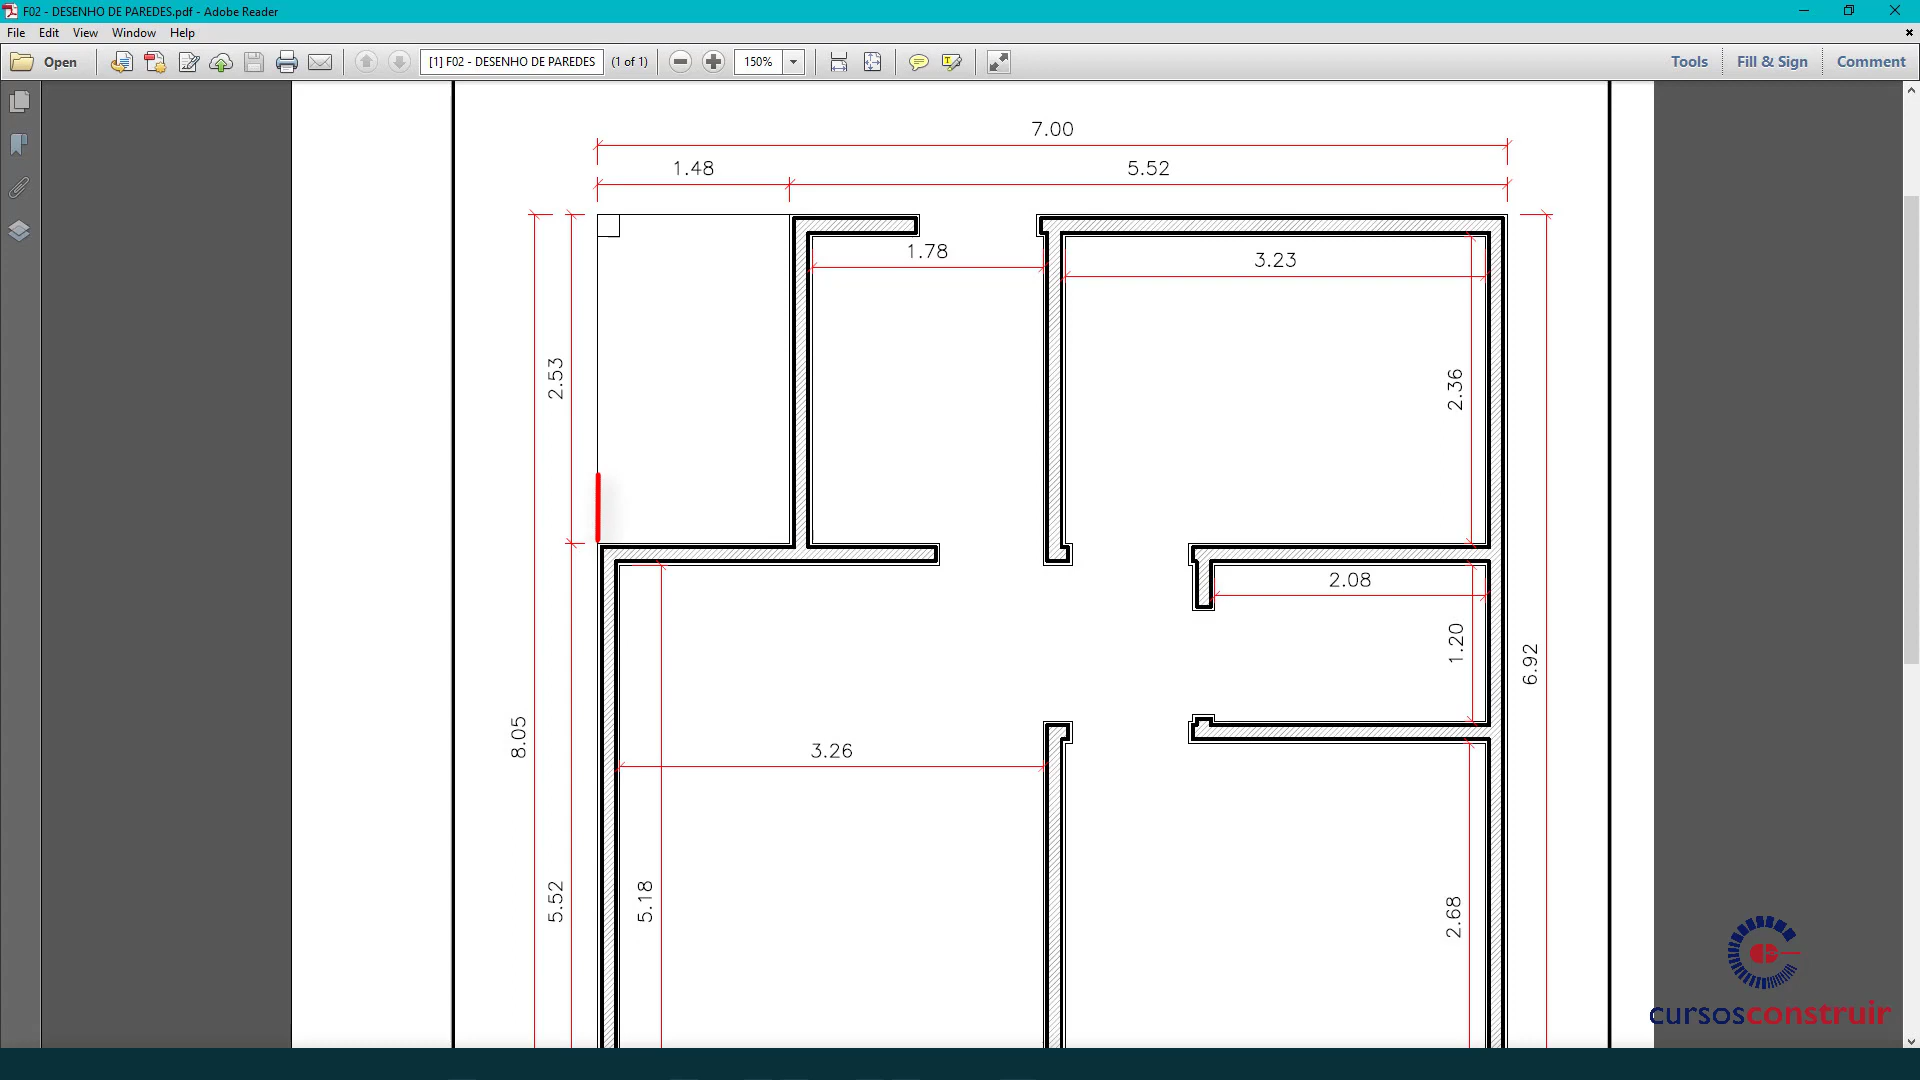 F02 - DESENHO DE PAREDES.pdf - Adobe Reader
File Edit View Window Help
Open
[1] F02 - DESENHO DE PAREDES
(1 of 1)
150%
Tools
Fill & Sign
Comment
7.00
1.48
5.52
1.78
3.23
2.53
2.36
2.08
1.20
6.92
8.05
3.26
5.52
5.18
2.68
cursosconstruir